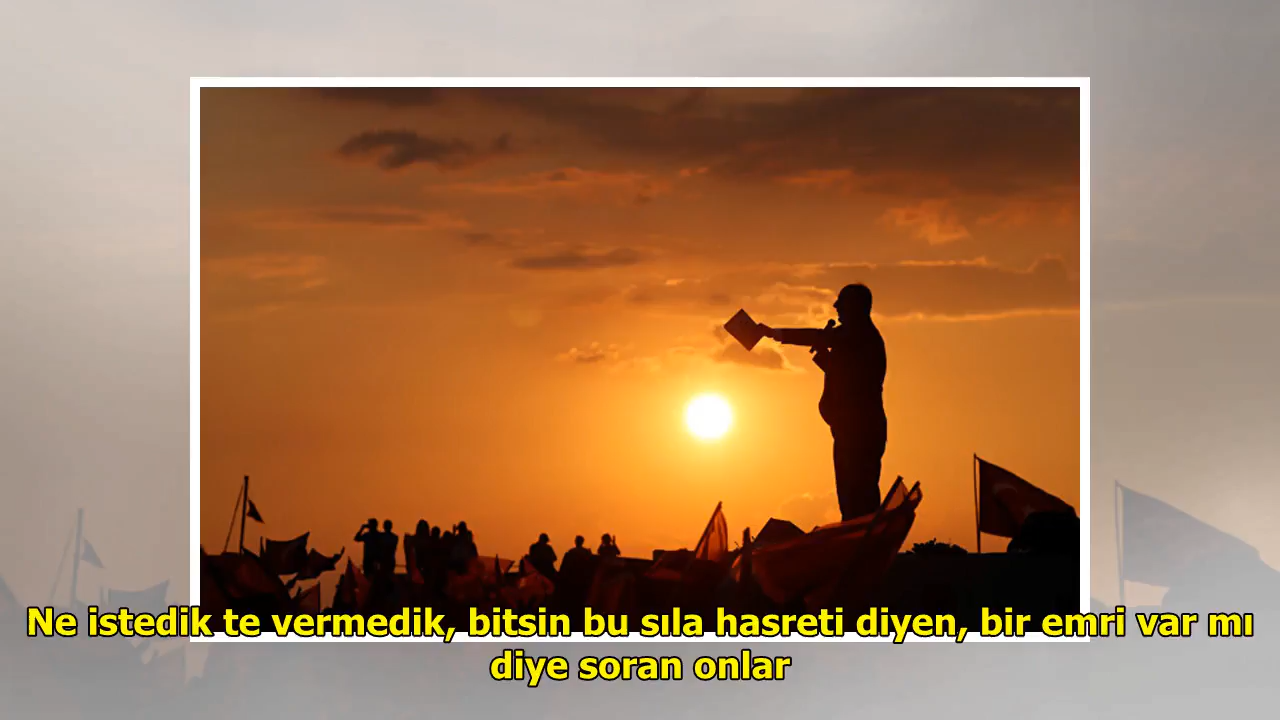 Ne istedik te vermedik, bitsin bu sıla hasreti diyen, bir emri var mı
diye soran onlar